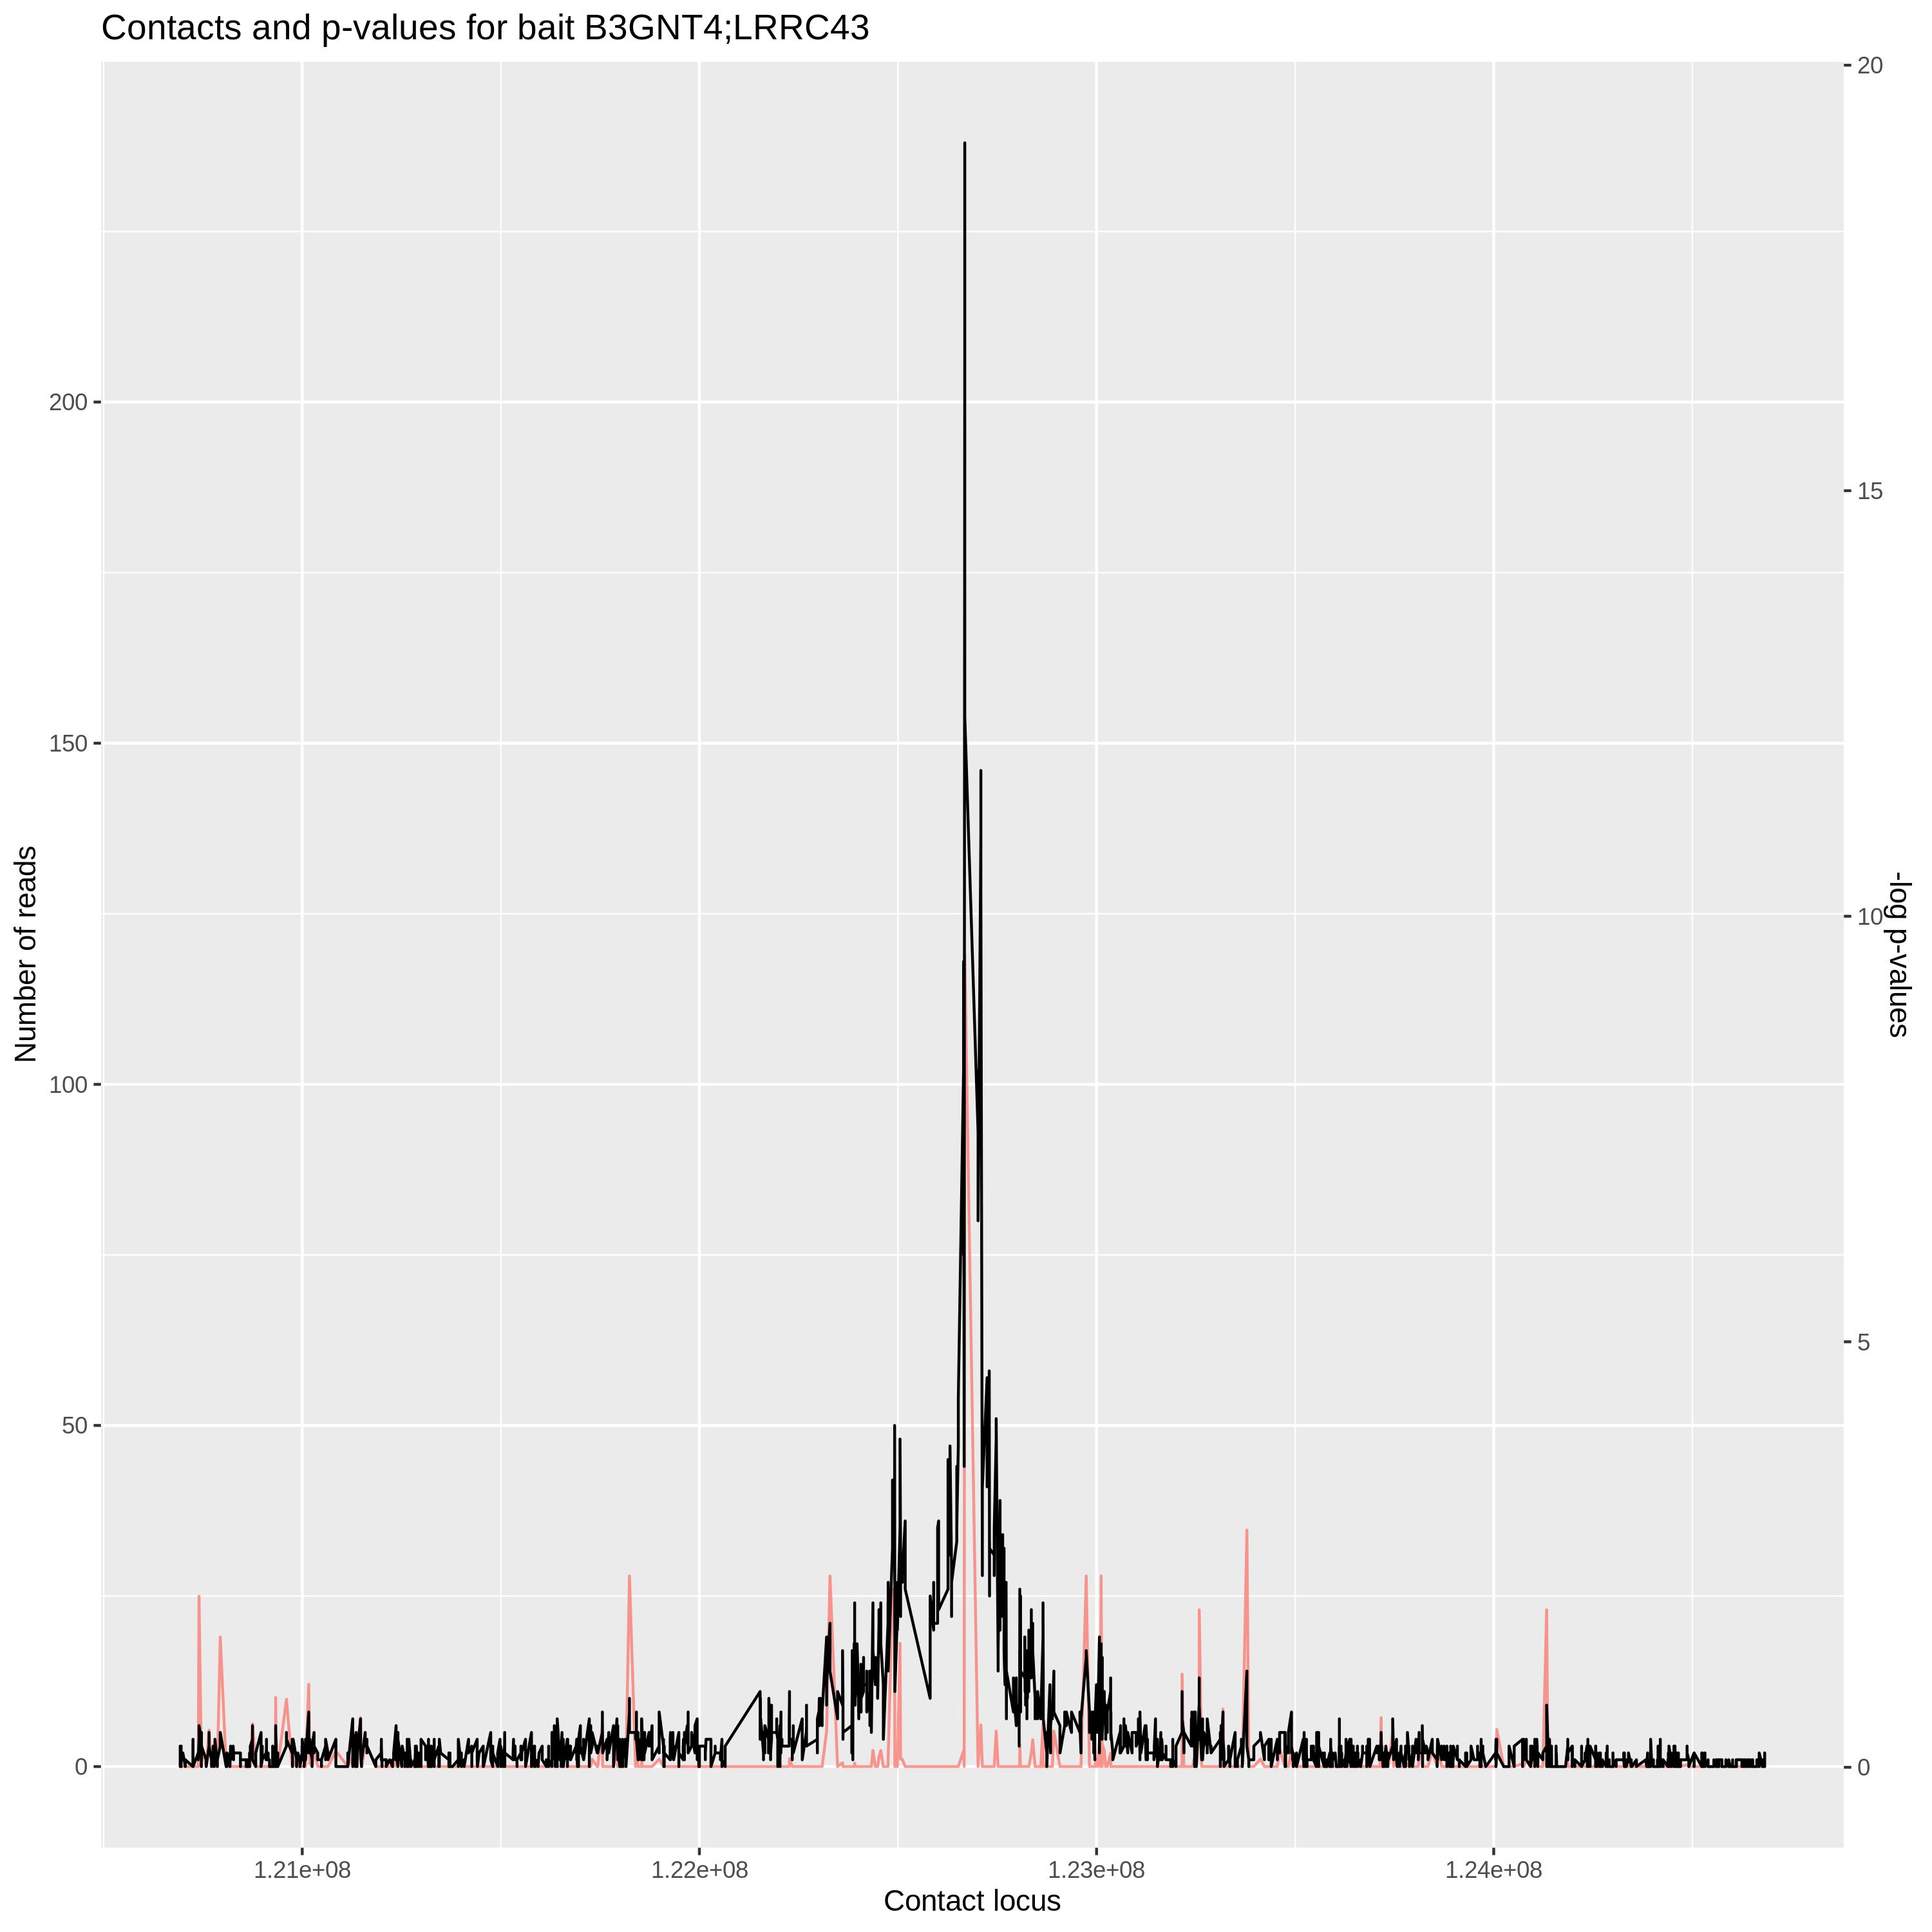 Contacts and p-values for bait B3GNT4;LRRC43
Number of reads
200
150
100
50
0
20
15
10
5
0
-log p-values
1.21e+08
1.22e+08
1.23e+08
1.24e+08
Contact locus